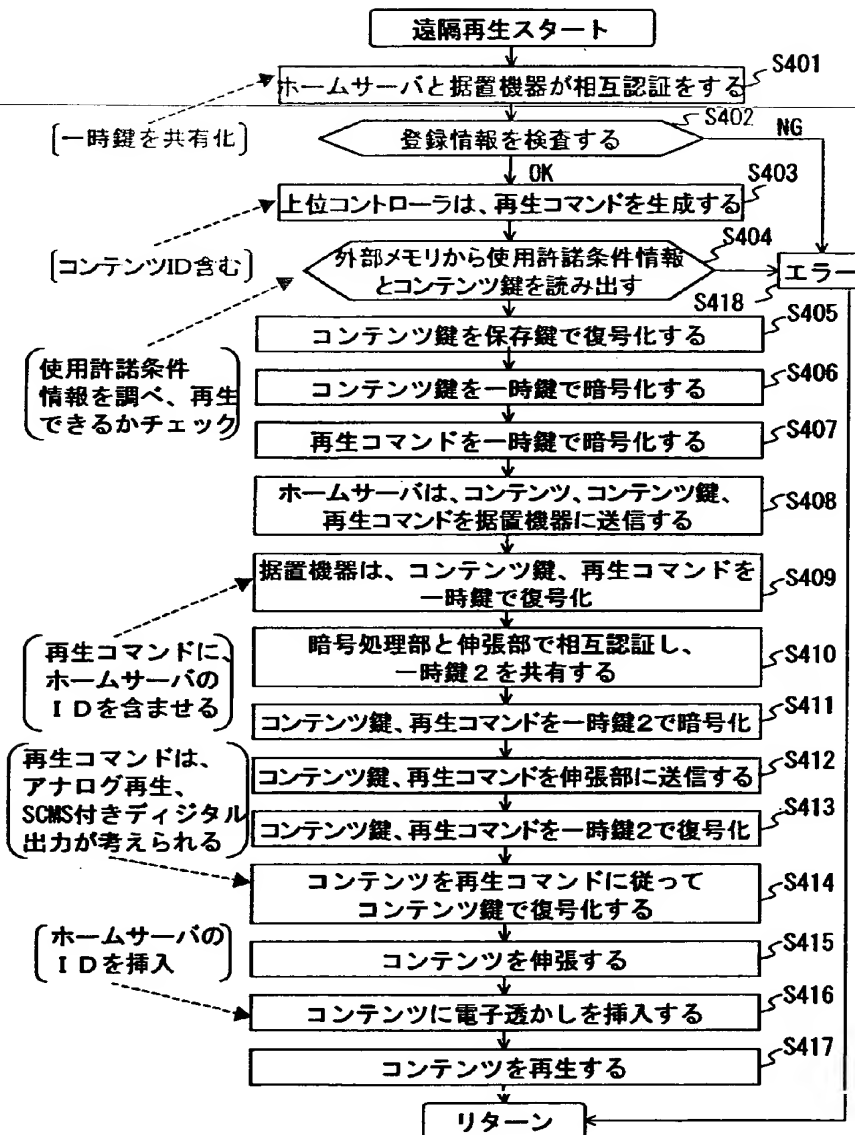 遠隔再生スタート
S401
ホームサーバと据置機器が相互認証をする
S402
〔一時鍵を共有化〕
登録情報を検査する
NG
OK
S403
上位コントローラは、再生コマンドを生成する
S404
〔コンテンツID含む〕
外部メモリから使用許諾条件情報
とコンテンツ鍵を読み出す
エラー
S418
S405
コンテンツ鍵を保存鍵で復号化する
使用許諾条件
情報を調べ、再生
できるかチェック
S406
コンテンツ鍵を一時鍵で暗号化する
S407
再生コマンドを一時鍵で暗号化する
ホームサーバは、コンテンツ、コンテンツ鍵、
再生コマンドを据置機器に送信する
S408
据置機器は、コンテンツ鍵、再生コマンドを
一時鍵で復号化
S409
再生コマンドに、
ホームサーバの
IDを含ませる
暗号処理部と伸張部で相互認証し、
一時鍵2を共有する
S410
S411
コンテンツ鍵、再生コマンドを一時鍵2で暗号化
再生コマンドは、
アナログ再生、
SCMS付きディジタル
出力が考えられる
S412
コンテンツ鍵、再生コマンドを伸張部に送信する
S413
コンテンツ鍵、再生コマンドを一時鍵2で復号化
コンテンツを再生コマンドに従って
コンテンツ鍵で復号化する
S414
ホームサーバの
IDを挿入
S415
コンテンツを伸張する
S416
コンテンツに電子透かしを挿入する
S417
コンテンツを再生する
リターン